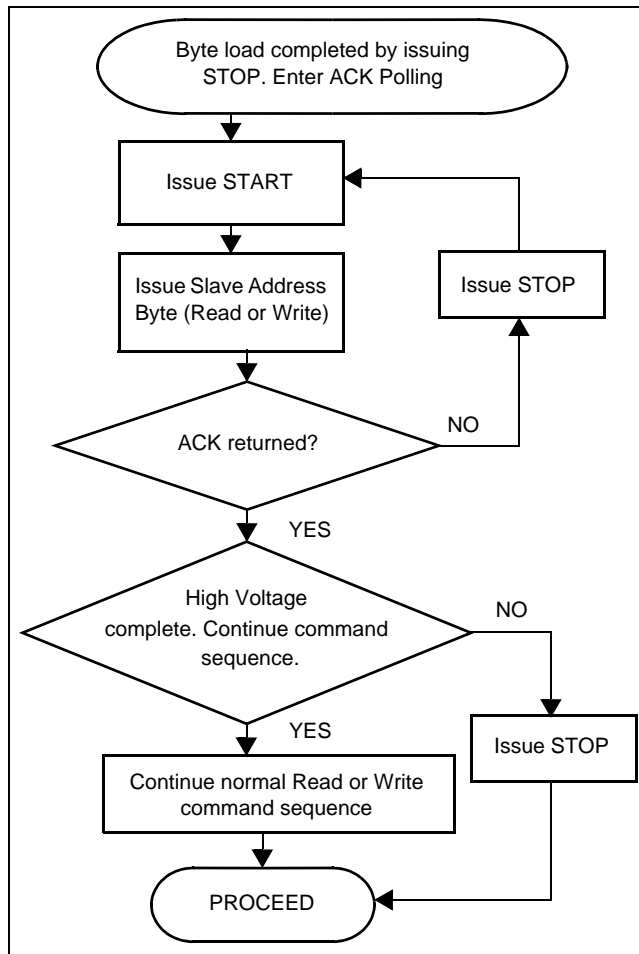 Byte load completed by issuing
STOP. Enter ACK Polling
Issue START
Issue Slave Address
Byte (Read or Write)
Issue STOP
ACK returned?
NO
YES
High Voltage
complete. Continue command
sequence.
NO
YES
Issue STOP
Continue normal Read or Write
command sequence
PROCEED